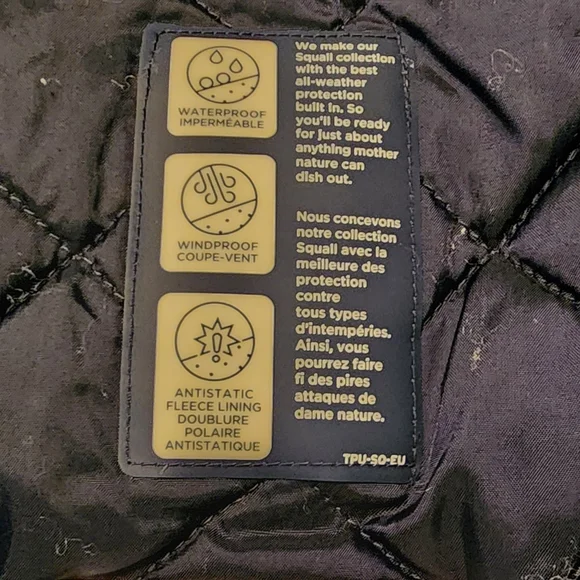 WATERPROOF
IMPERMÉABLE
WINDPROOF
COUPE-VENT
ANTISTATIC
FLEECE LINING
DOUBLURE
POLAIRE
ANTISTATIQUE
We make our
Squall collection
with the best
all-weather
protection
built in. So
you'll be ready
for just about
anything mother
nature can
dish out.
Nous concevons
notre collection
Squall avec la
meilleure des
protection
contre
tous types
d'intempéries.
Ainsi, vous
pourrez faire
fi des pires
attaques de
dame nature.
TPU-SQ-EU